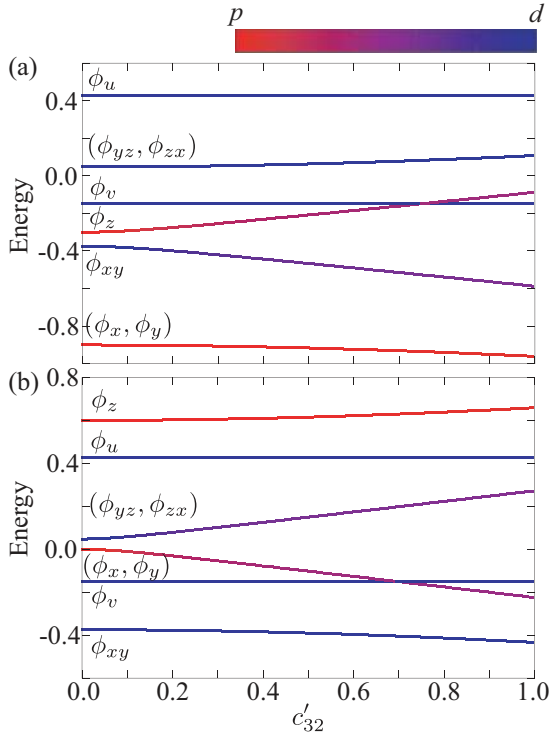 p d
(a)
ϕ_u
0.4
(ϕ_yz, ϕ_zx)
0.0
ϕ_v
ϕ_z
-0.4
ϕ_xy
(ϕ_x, ϕ_y)
-0.8
Energy
(b)
0.8
ϕ_z
ϕ_u
0.4
(ϕ_yz, ϕ_zx)
0.0
(ϕ_x, ϕ_y)
ϕ_v
-0.4
ϕ_xy
Energy
0.0 0.2 0.4 0.6 0.8 1.0
c′_32